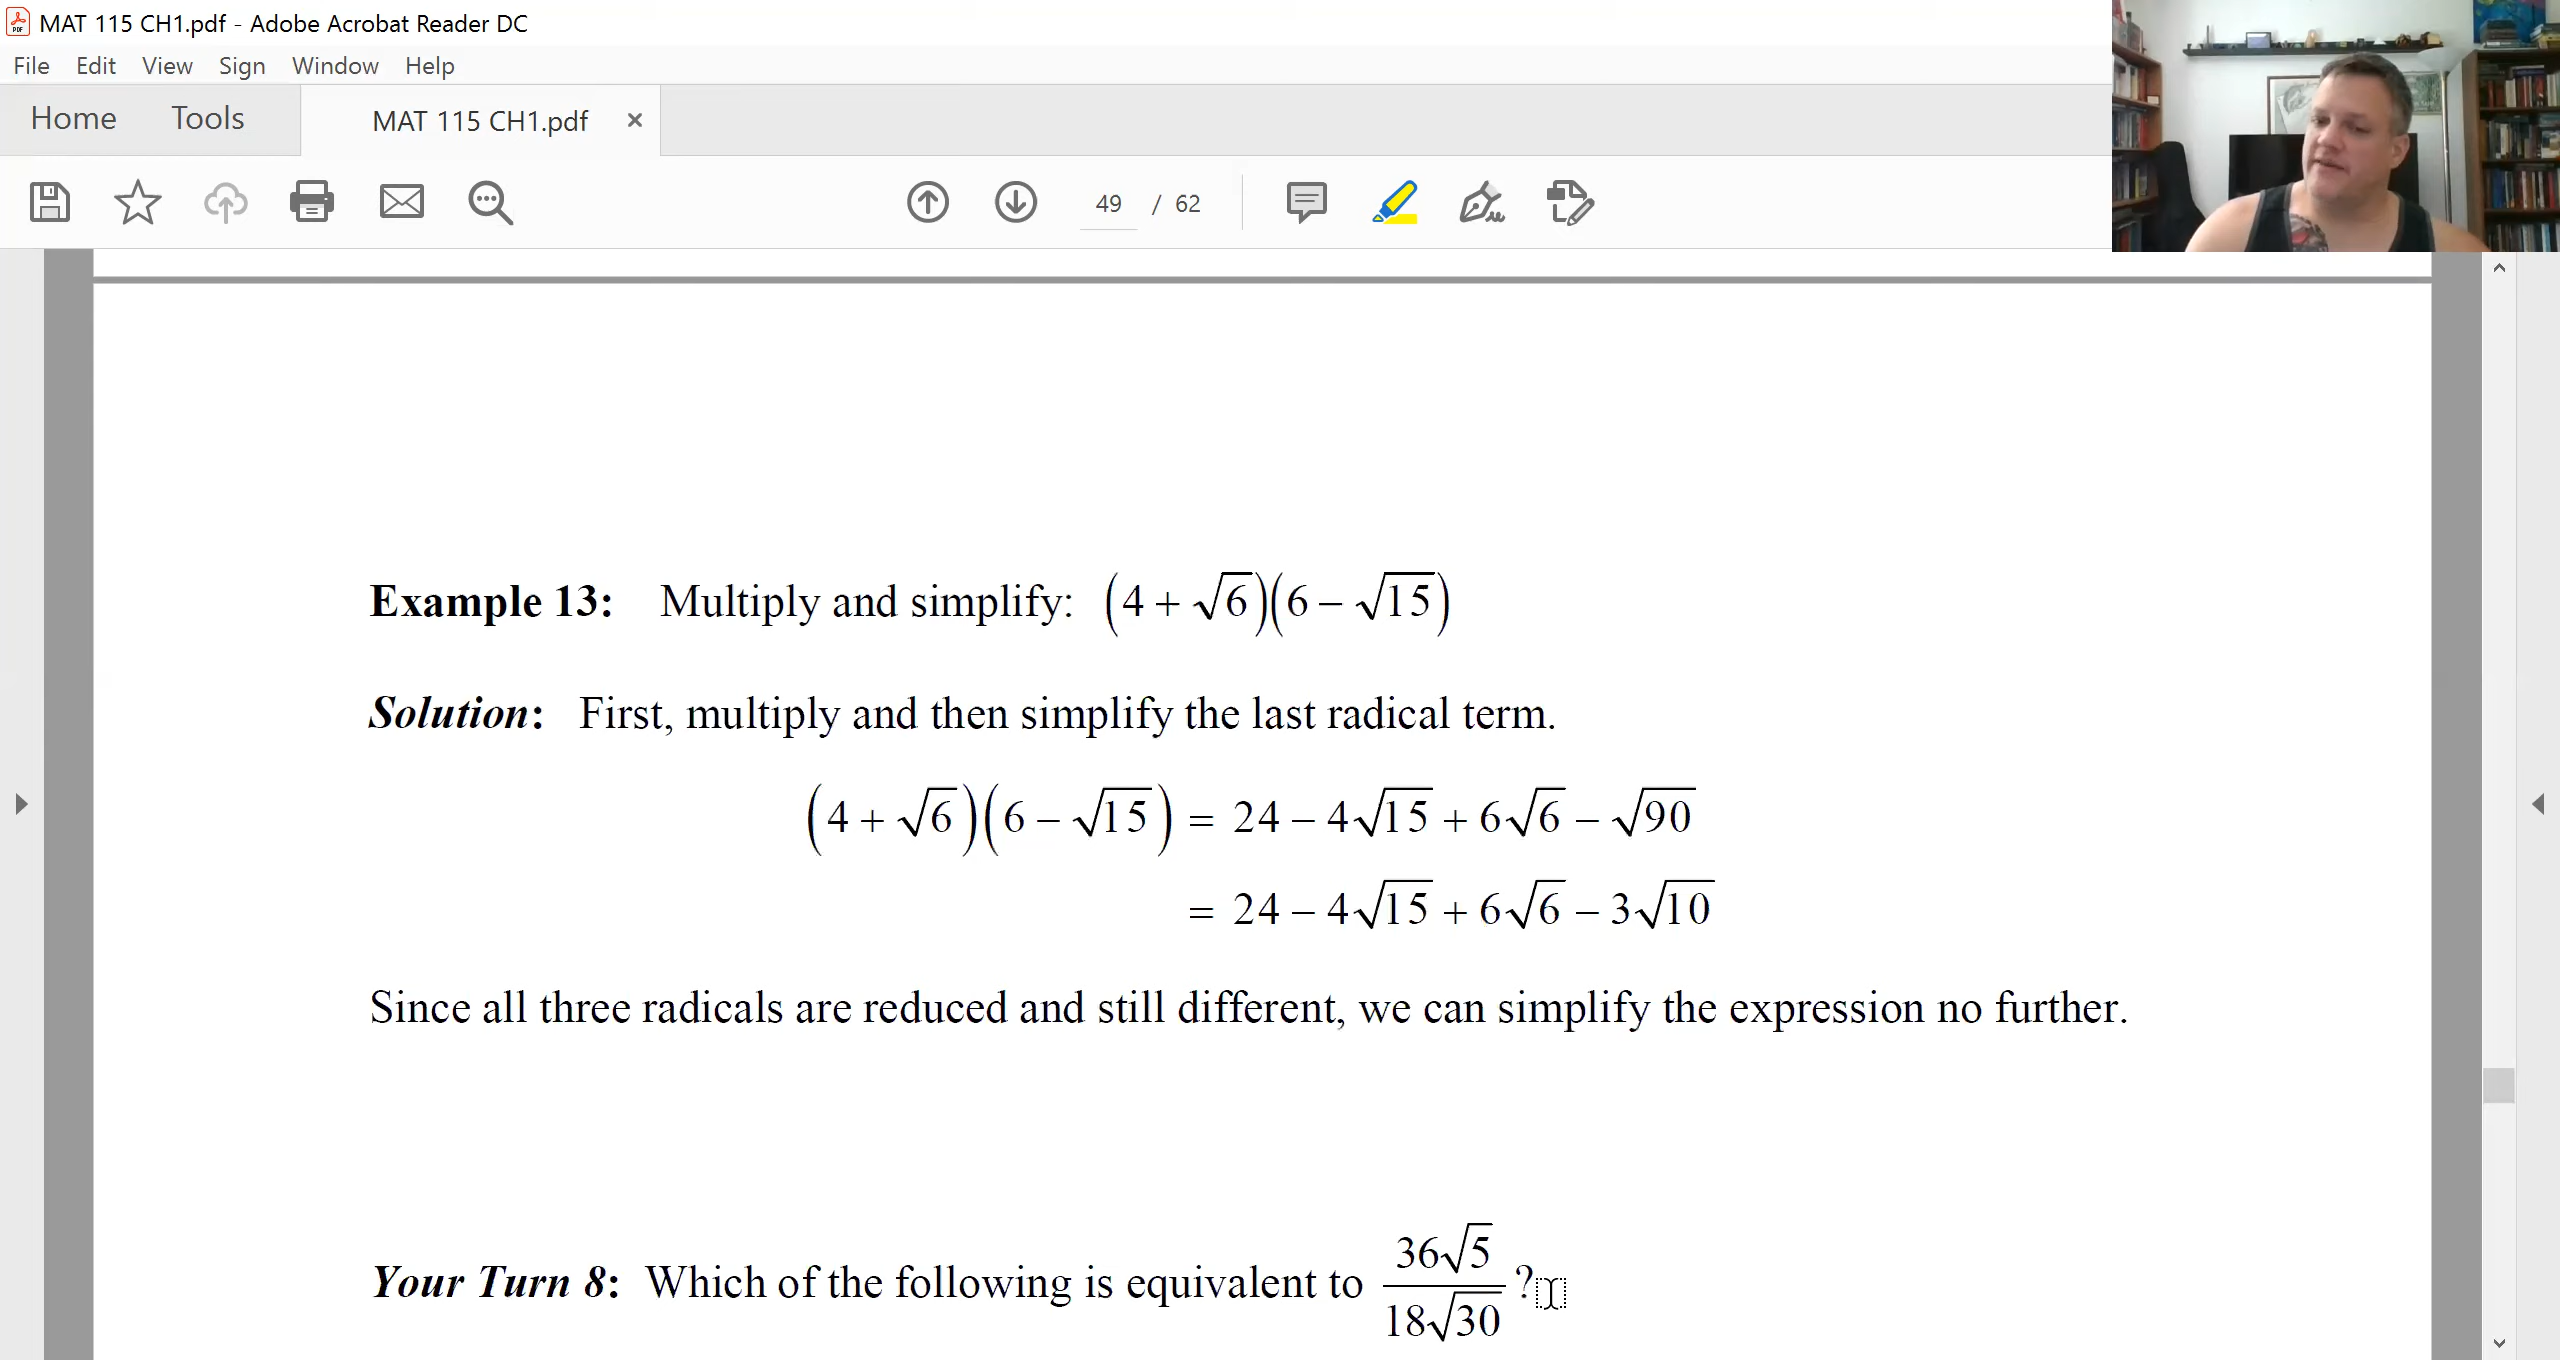 MAT 115 CH1.pdf - Adobe Acrobat Reader DC
File Edit View Sign Window Help
Home Tools MAT 115 CH1.pdf ×
49 / 62
Example 13: Multiply and simplify: (4 + √6)(6 − √15)
Solution: First, multiply and then simplify the last radical term.
(4 + √6)(6 − √15) = 24 − 4√15 + 6√6 − √90
= 24 − 4√15 + 6√6 − 3√10
Since all three radicals are reduced and still different, we can simplify the expression no further.
Your Turn 8: Which of the following is equivalent to 36√5 / 18√30 ?